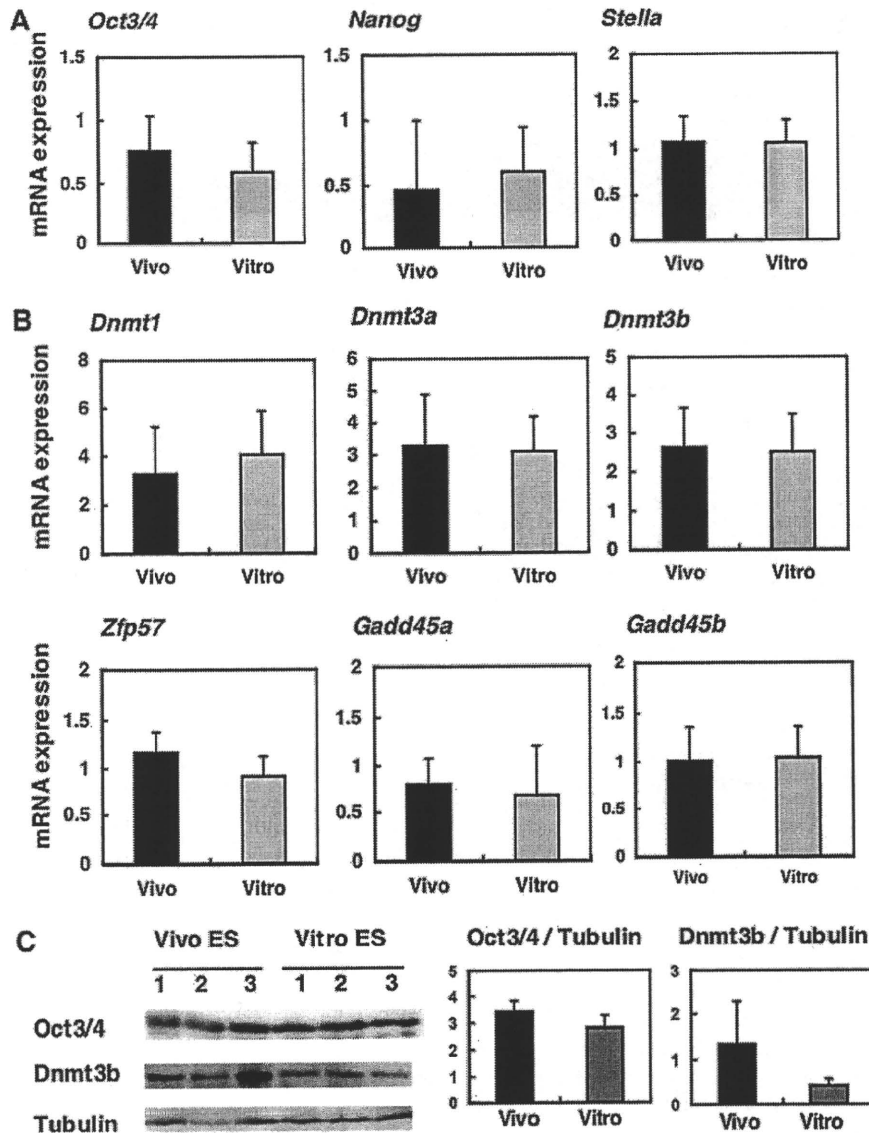 A
Oct3/4
Nanog
Stella
mRNA expression
1.5
1
0.5
0
Vivo
Vitro
1.5
1
0.5
0
Vivo
Vitro
2
1.5
1
0.5
0
Vivo
Vitro
B
Dnmt1
Dnmt3a
Dnmt3b
mRNA expression
8
6
4
2
0
Vivo
Vitro
6
5
4
3
2
1
0
Vivo
Vitro
5
4
3
2
1
0
Vivo
Vitro
Zfp57
Gadd45a
Gadd45b
mRNA expression
2
1.5
1
0.5
0
Vivo
Vitro
2
1.5
1
0.5
0
Vivo
Vitro
2
1.5
1
0.5
0
Vivo
Vitro
C
Vivo ES
Vitro ES
1 2 3 1 2 3
Oct3/4
Dnmt3b
Tubulin
Oct3/4 / Tubulin
5
4
3
2
1
0
Vivo
Vitro
Dnmt3b / Tubulin
3
2
1
0
Vivo
Vitro